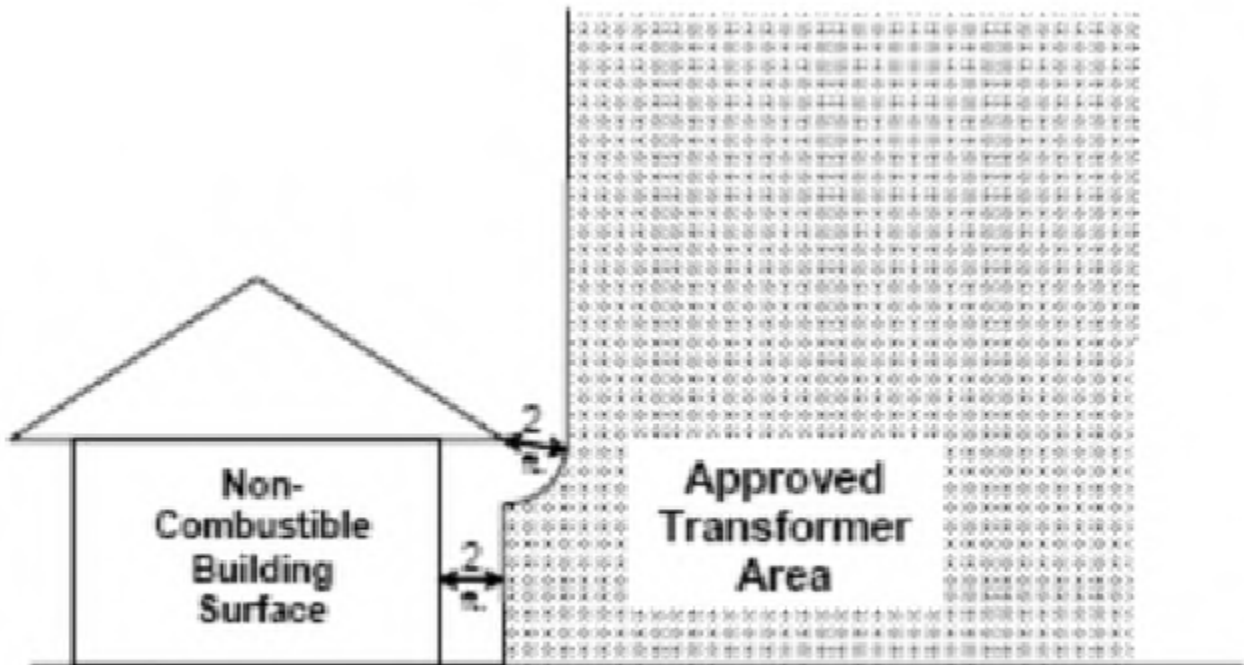 2
ft.
Non-
Combustible
Building
Surface
2
ft.
Approved
Transformer
Area